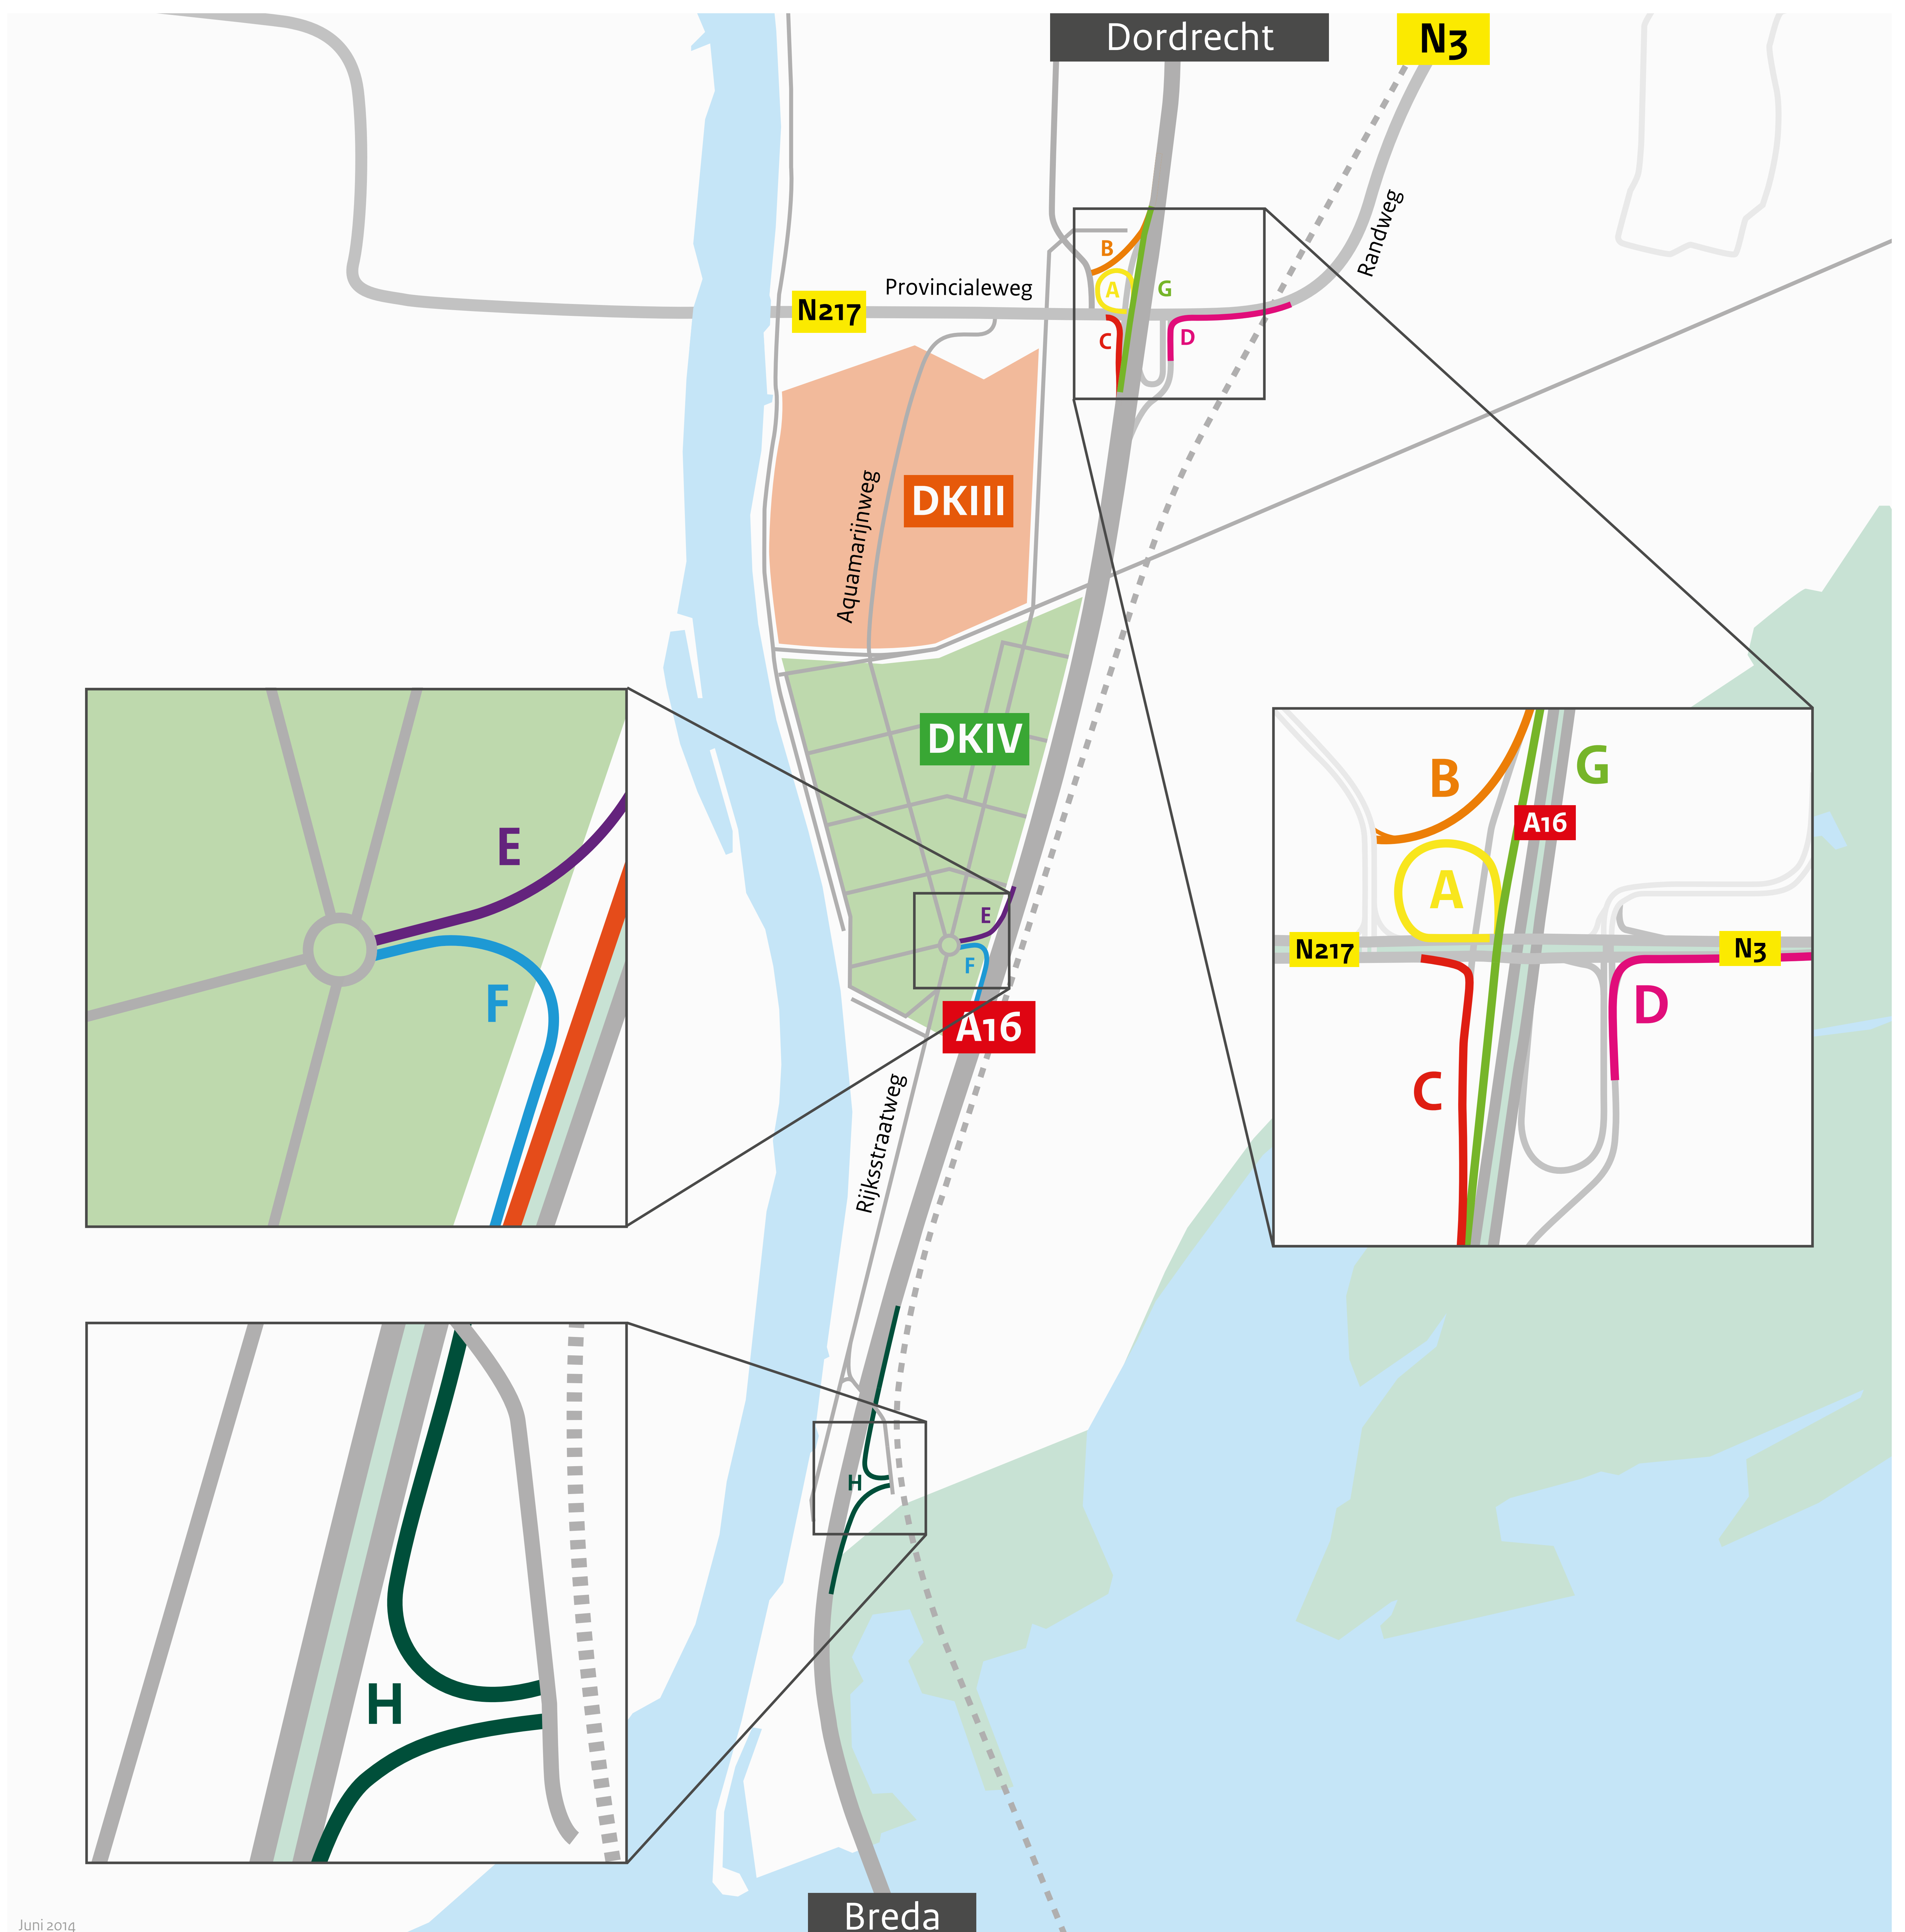 Dordrecht
N3
Randweg
B
A
G
Provincialeweg
N217
C
D
DKIII
Aquamarijnweg
DKIV
E
F
B
G
A16
A
N217
N3
D
C
E
F
A16
Rijksstraatweg
H
H
Breda
Juni 2014